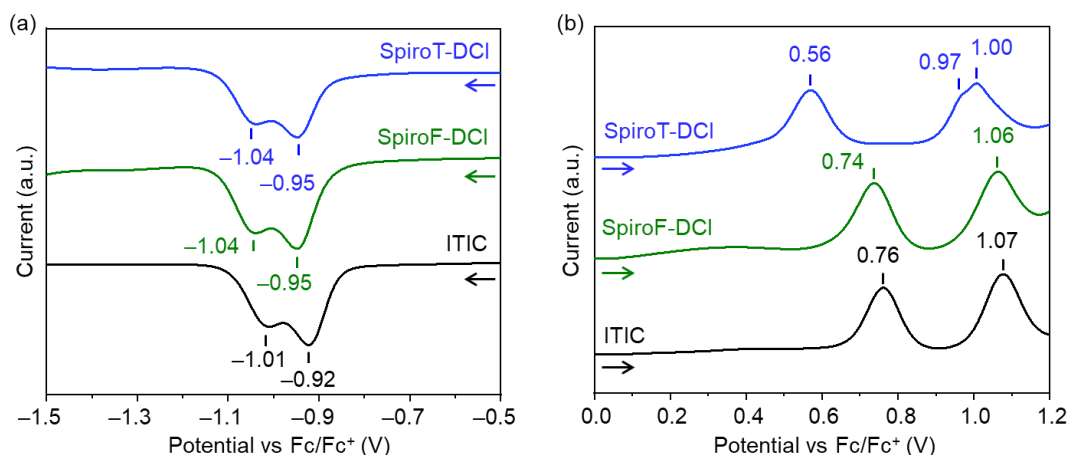 (a)
SpiroT-DCI
–1.04
–0.95
SpiroF-DCI
–1.04
–0.95
ITIC
–1.01
–0.92
Current (a.u.)
–1.5
–1.3
–1.1
–0.9
–0.7
–0.5
Potential vs Fc/Fc⁺ (V)
(b)
0.56
0.97
1.00
SpiroT-DCI
0.74
1.06
SpiroF-DCI
0.76
1.07
ITIC
Current (a.u.)
0.0
0.2
0.4
0.6
0.8
1.0
1.2
Potential vs Fc/Fc⁺ (V)